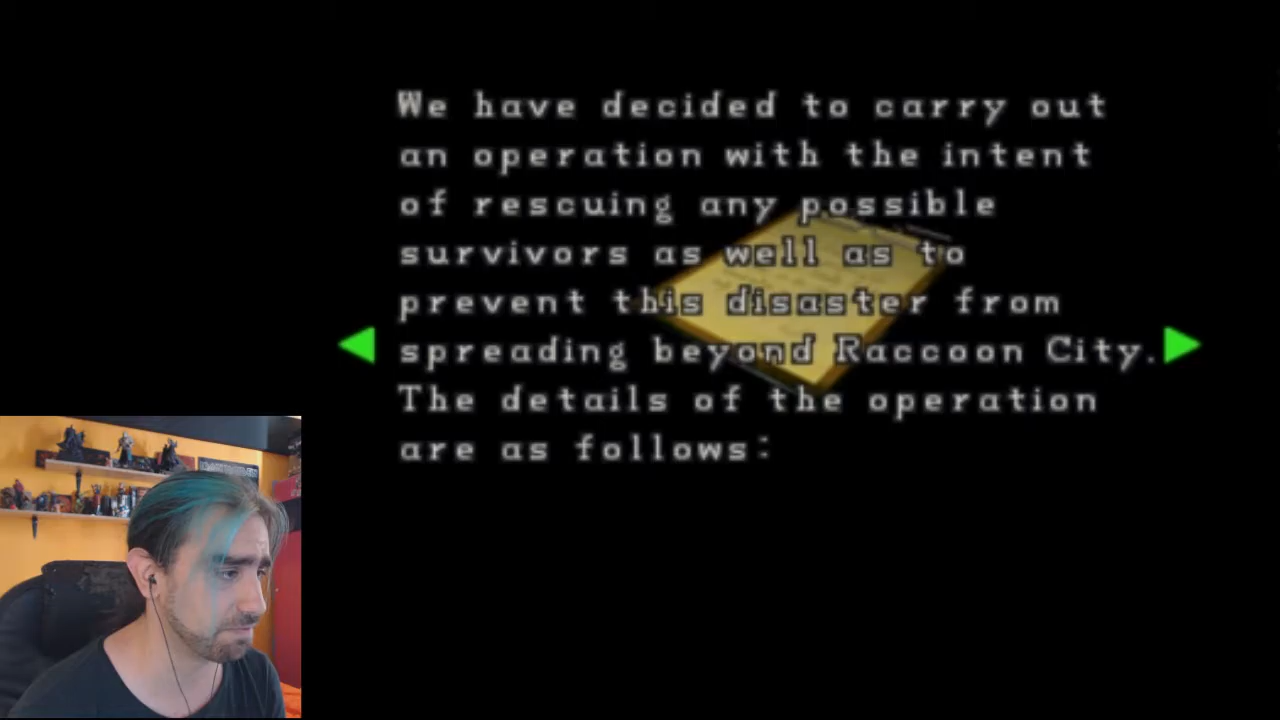 We have decided to carry out
an operation with the intent
of rescuing any possible
survivors as well as to
prevent this disaster from
spreading beyond Raccoon City.
The details of the operation
are as follows: